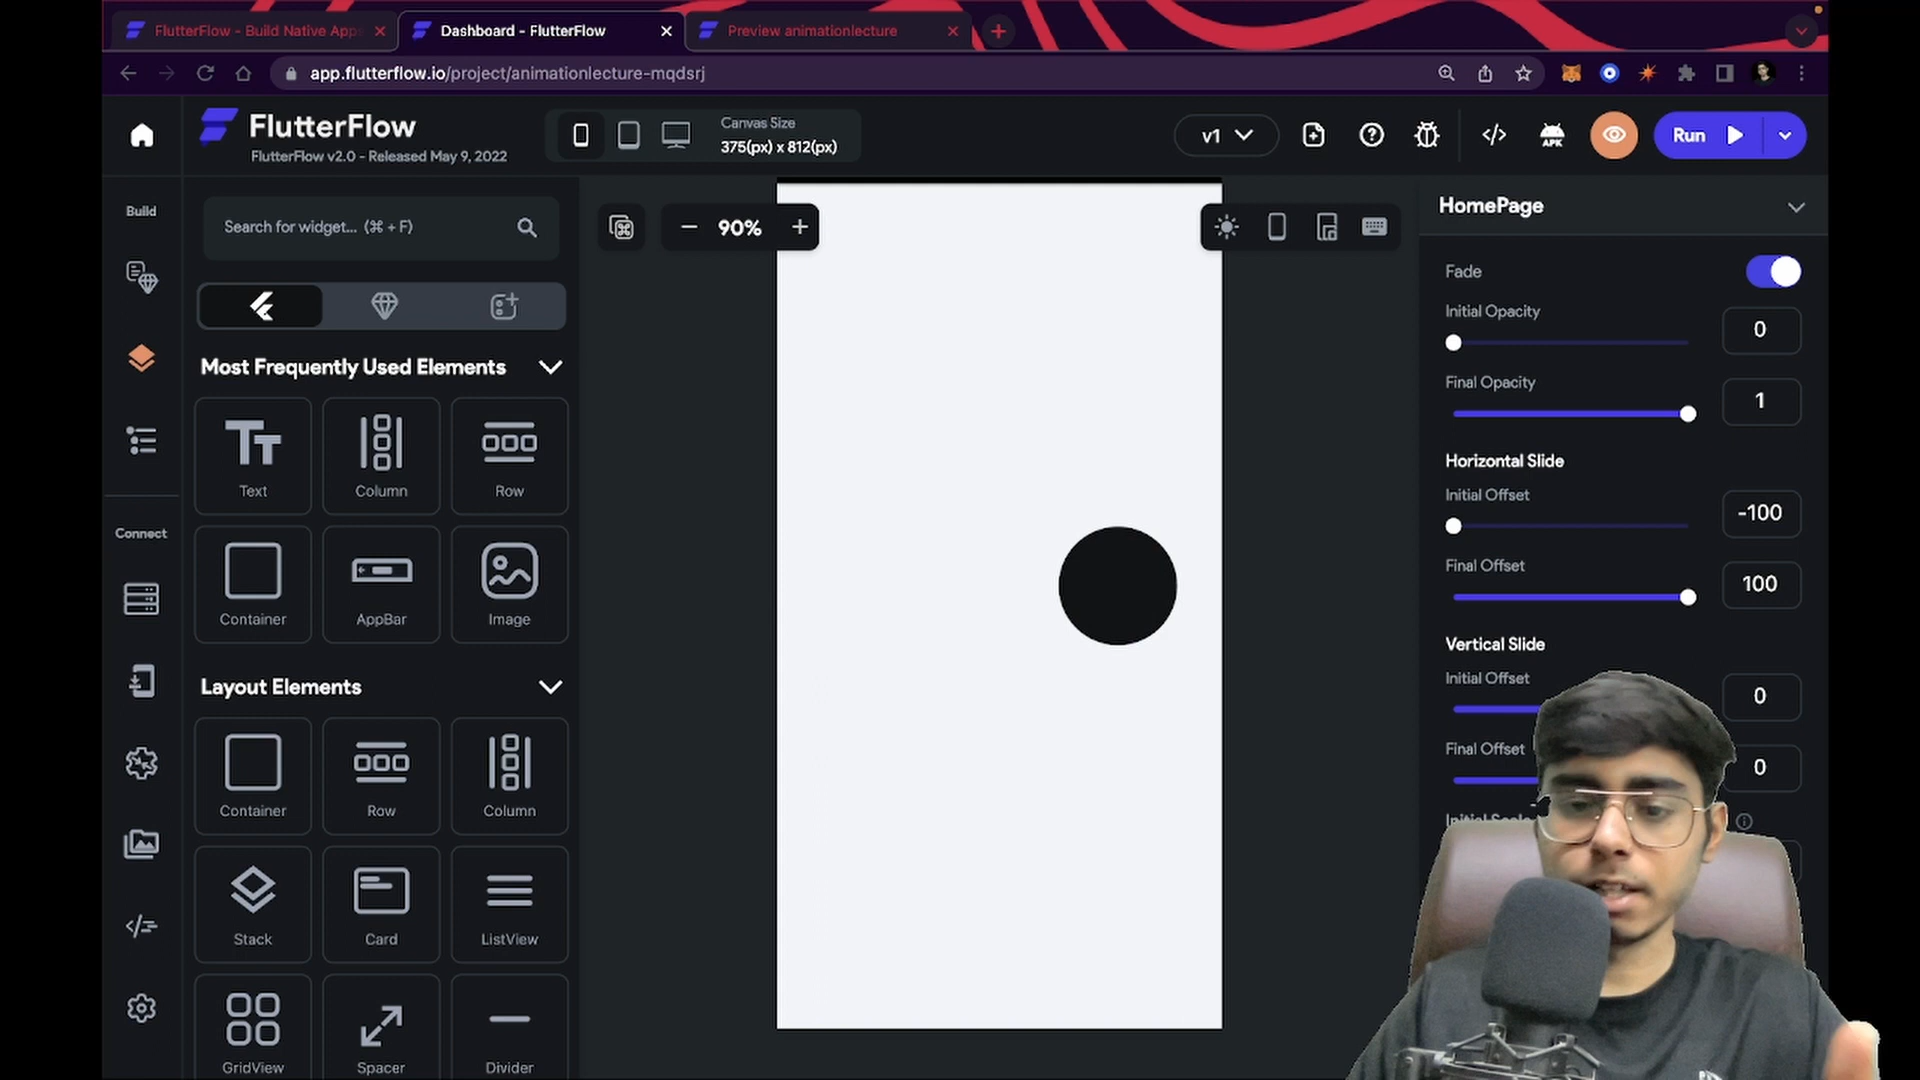 FlutterFlow - Build Native Apps
Dashboard - FlutterFlow
Preview animationlecture
app.flutterflow.io/project/animationlecture-mqdsrj
FlutterFlow
FlutterFlow v2.0 - Released May 9, 2022
Canvas Size
375(px) x 812(px)
v1
APK
Run
Build
Search for widget... (⌘ + F)
90%
HomePage
Fade
Initial Opacity
0
Final Opacity
1
Most Frequently Used Elements
Text
Column
Row
Horizontal Slide
Initial Offset
-100
Final Offset
100
Connect
Container
AppBar
Image
Vertical Slide
Initial Offset
0
Final Offset
0
Layout Elements
Container
Row
Column
Stack
Card
ListView
GridView
Spacer
Divider